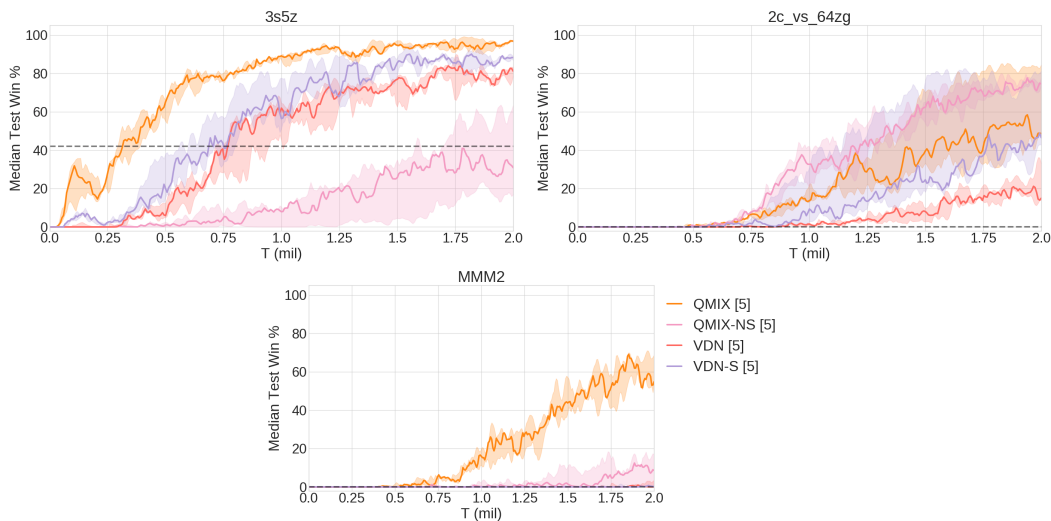 3s5z
100
80
60
40
20
0
Median Test Win %
0.0 0.25 0.5 0.75 1.0 1.25 1.5 1.75 2.0
T (mil)
2c_vs_64zg
100
80
60
40
20
0
Median Test Win %
0.0 0.25 0.5 0.75 1.0 1.25 1.5 1.75 2.0
T (mil)
MMM2
100
80
60
40
20
0
Median Test Win %
0.0 0.25 0.5 0.75 1.0 1.25 1.5 1.75 2.0
T (mil)
QMIX [5]
QMIX-NS [5]
VDN [5]
VDN-S [5]